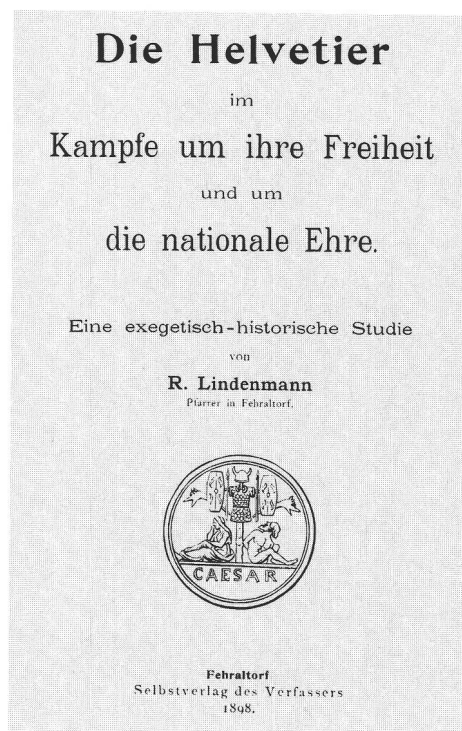 Die Helvetier
im
Kampfe um ihre Freiheit
und um
die nationale Ehre.
Eine exegetisch-historische Studie
von
R. Lindenmann
Pfarrer in Fehraltorf.
CAESAR
Fehraltorf
Selbstverlag des Verfassers
1898.